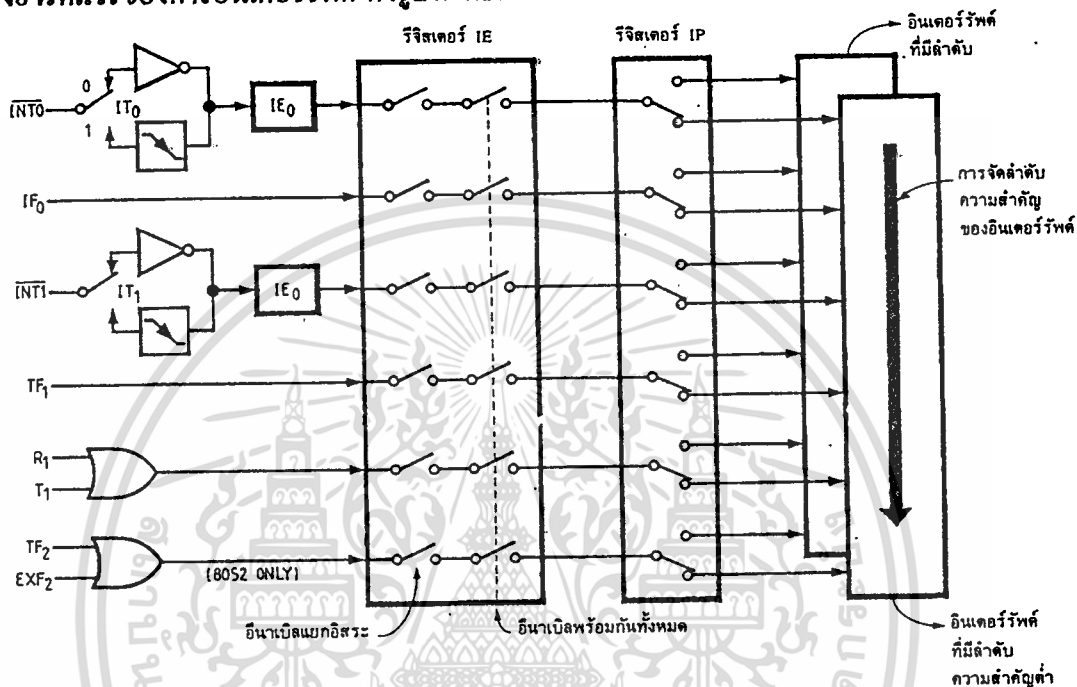 รีจิสเตอร์ IE
รีจิสเตอร์ IP
อินเตอร์รัพต์
ที่มีลำดับ
0
INT0
IT0
1
IE0
IF0
การจัดลำดับ
ความสำคัญ
ของอินเตอร์รัพต์
INT1
IT1
IE0
TF1
R1
T1
TF2
EXF2
(8052 ONLY)
อีนาเบิลแยกอิสระ
อีนาเบิลพร้อมกันทั้งหมด
อินเตอร์รัพต์
ที่มีลำดับ
ความสำคัญต่ำ